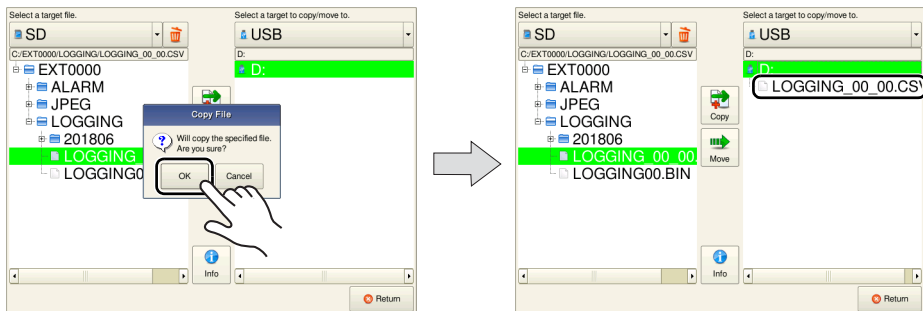 Select a target file.
Select a target to copy/move to.
SD
USB
C:/EXT0000/LOGGING/LOGGING_00_00.CSV
D:
EXT0000
D:
ALARM
JPEG
LOGGING
Copy File
201806
Will copy the specified file.
Are you sure?
LOGGING
LOGGING0
OK
Cancel
Info
Return
Select a target file.
Select a target to copy/move to.
SD
USB
C:/EXT0000/LOGGING/LOGGING_00_00.CSV
D:
EXT0000
D:
ALARM
LOGGING_00_00.CSV
JPEG
LOGGING
Copy
201806
LOGGING_00_00.
Move
LOGGING00.BIN
Info
Return